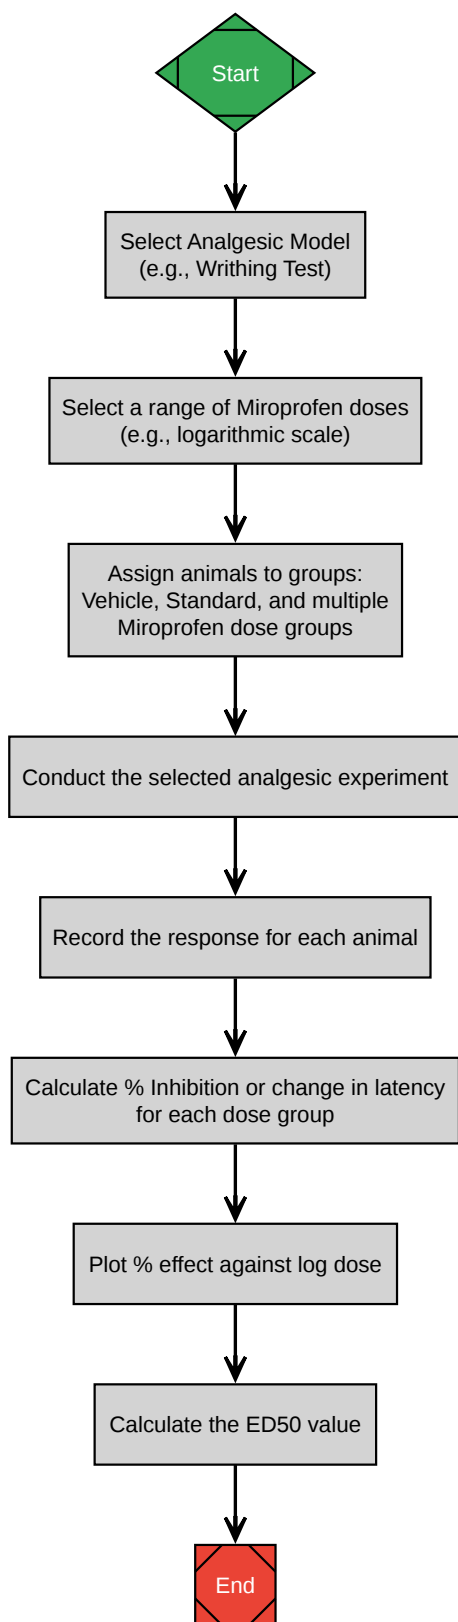 Start
Select Analgesic Model
(e.g., Writhing Test)
Select a range of Miroprofen doses
(e.g., logarithmic scale)
Assign animals to groups:
Vehicle, Standard, and multiple
Miroprofen dose groups
Conduct the selected analgesic experiment
Record the response for each animal
Calculate % Inhibition or change in latency
for each dose group
Plot % effect against log dose
Calculate the ED50 value
End